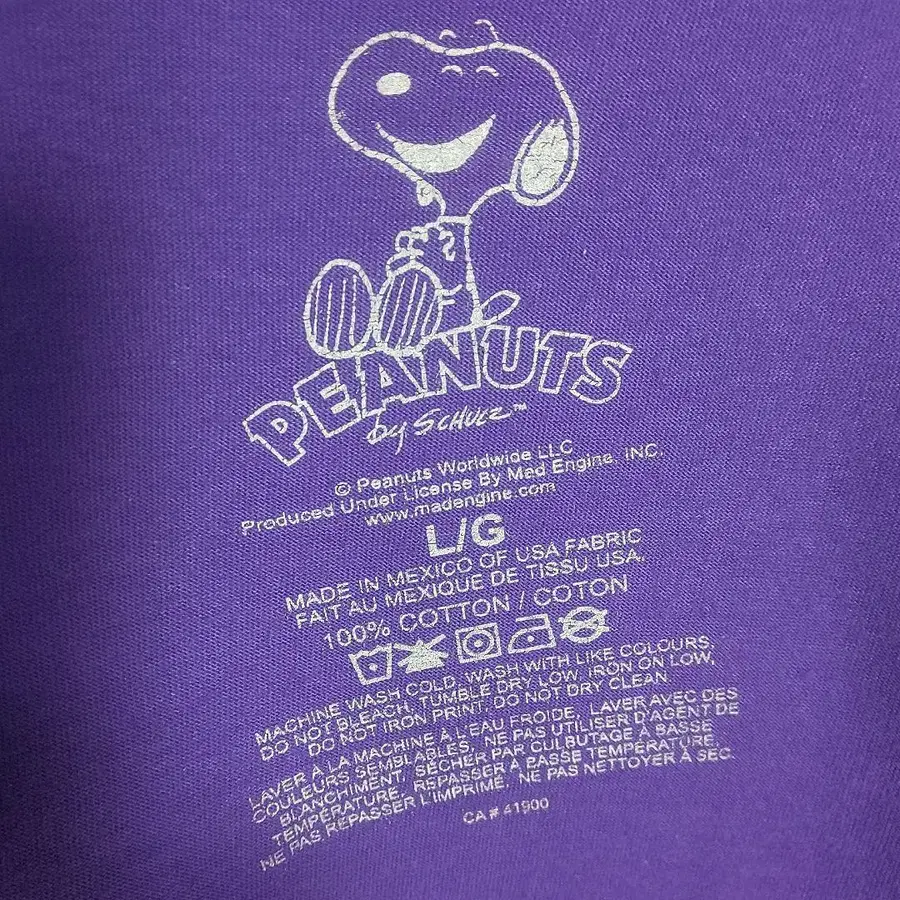 PEANUTS
by SCHULZ™
© Peanuts Worldwide LLC
Produced Under License By Mad Engine, INC.
www.madengine.com
L/G
MADE IN MEXICO OF USA FABRIC
FAIT AU MEXIQUE DE TISSU USA.
100% COTTON / COTON
MACHINE WASH COLD, WASH WITH LIKE COLOURS,
DO NOT BLEACH, TUMBLE DRY LOW, IRON ON LOW,
DO NOT IRON PRINT, DO NOT DRY CLEAN
LAVER À LA MACHINE À L'EAU FROIDE, LAVER AVEC DES
COULEURS SEMBLABLES, NE PAS UTILISER D'AGENT DE
BLANCHIMENT, SÉCHER PAR CULBUTAGE À BASSE
TEMPÉRATURE, REPASSER À BASSE TEMPÉRATURE,
NE PAS REPASSER L'IMPRIMÉ, NE PAS NETTOYER À SEC.
CA # 41900